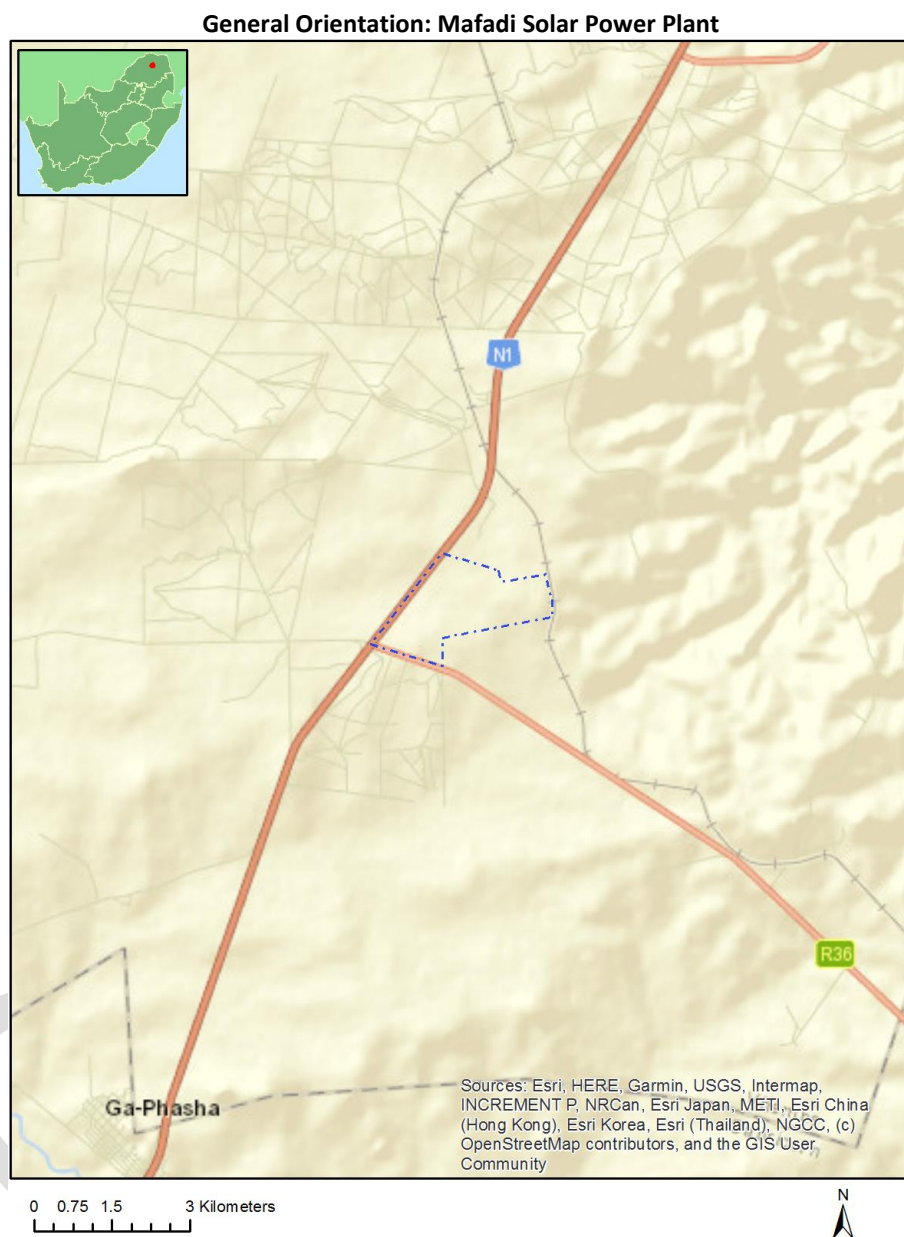 General Orientation: Mafadi Solar Power Plant
N1
R36
Ga-Phasha
Sources: Esri, HERE, Garmin, USGS, Intermap,
INCREMENT P, NRCan, Esri Japan, METI, Esri China
(Hong Kong), Esri Korea, Esri (Thailand), NGCC, (c)
OpenStreetMap contributors, and the GIS User
Community
0 0.75 1.5 3 Kilometers
N